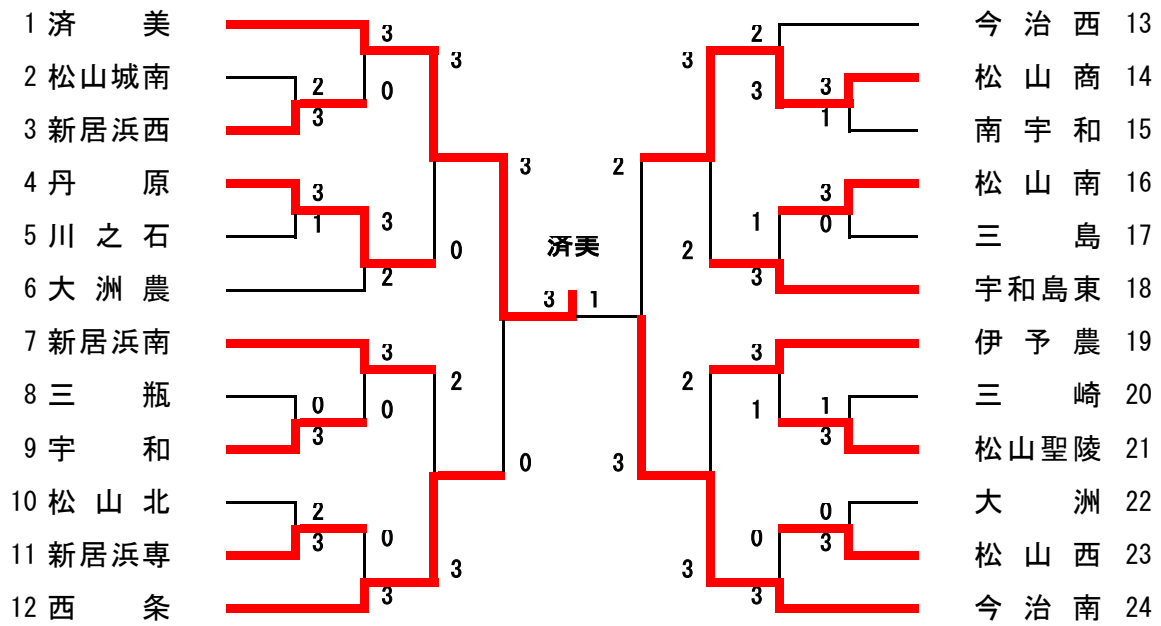 1 済美
3
今治西 13
2
3
3
2 松山城南
2
0
3
3
松山商 14
3
1
3 新居浜西
南宇和 15
3
2
4 丹原
3
3
松山南 16
1
3
1
0
5 川之石
0
済美
2
三島 17
2
3
6 大洲農
宇和島東 18
3
1
7 新居浜南
3
3
伊予農 19
2
2
8 三瓶
0
0
1
1
三崎 20
3
3
9 宇和
松山聖陵 21
0
3
10 松山北
2
0
大洲 22
3
0
0
3
11 新居浜専
松山西 23
3
3
12 西条
3
3
今治南 24